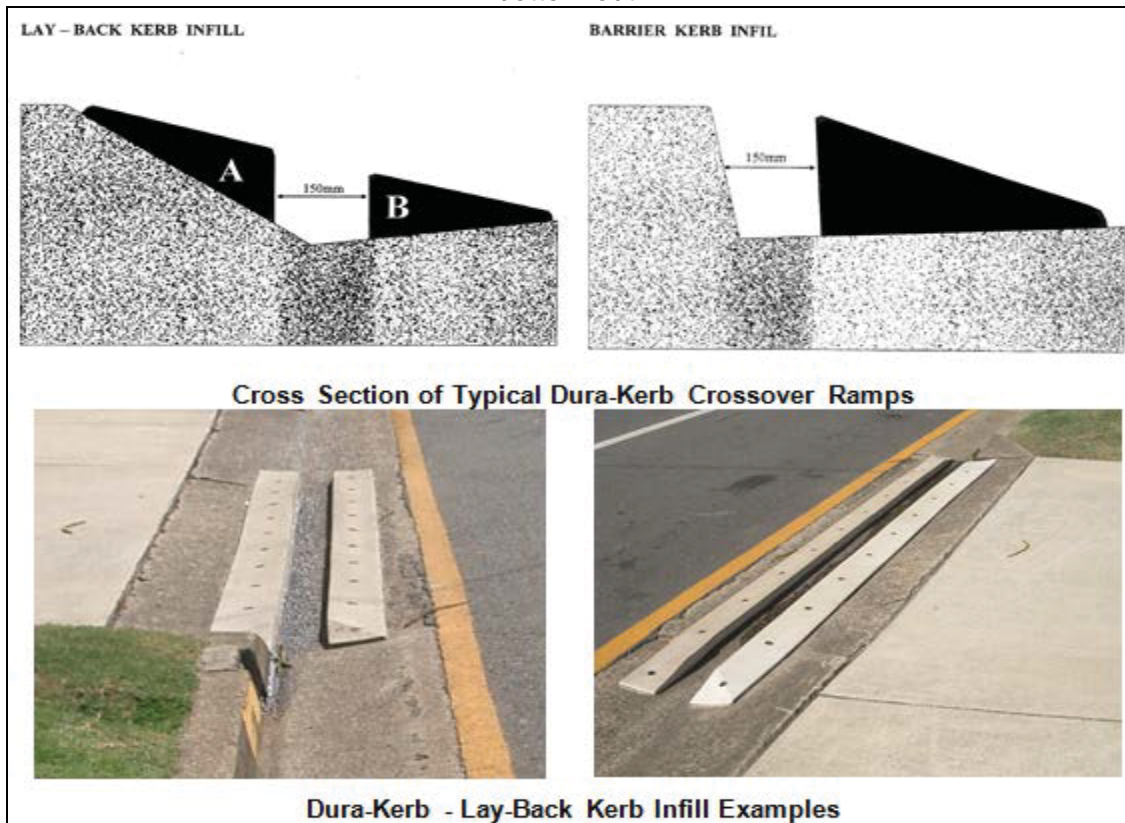 LAY – BACK KERB INFILL
BARRIER KERB INFIL
A
150mm
B
150mm
Cross Section of Typical Dura-Kerb Crossover Ramps
Dura-Kerb - Lay-Back Kerb Infill Examples